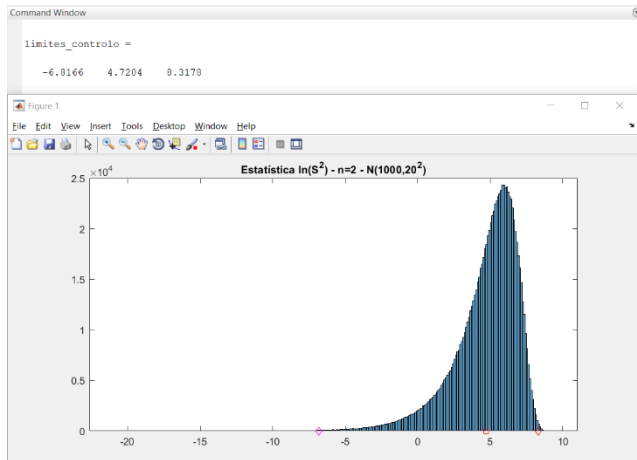 Command Window
limites_controlo =
-6.8166 4.7204 8.3178
Figure 1
File Edit View Insert Tools Desktop Window Help
Estatística ln(S²) - n=2 - N(1000,20²)
×10⁴
2.5
2
1.5
1
0.5
0
-20 -15 -10 -5 0 5 10